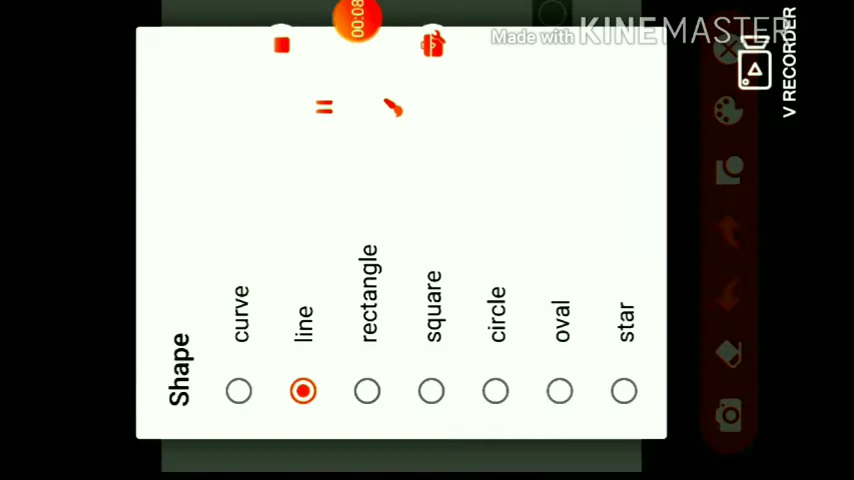 00:08
Made with KINEMASTER
V RECORDER
Shape
curve
line
rectangle
square
circle
oval
star